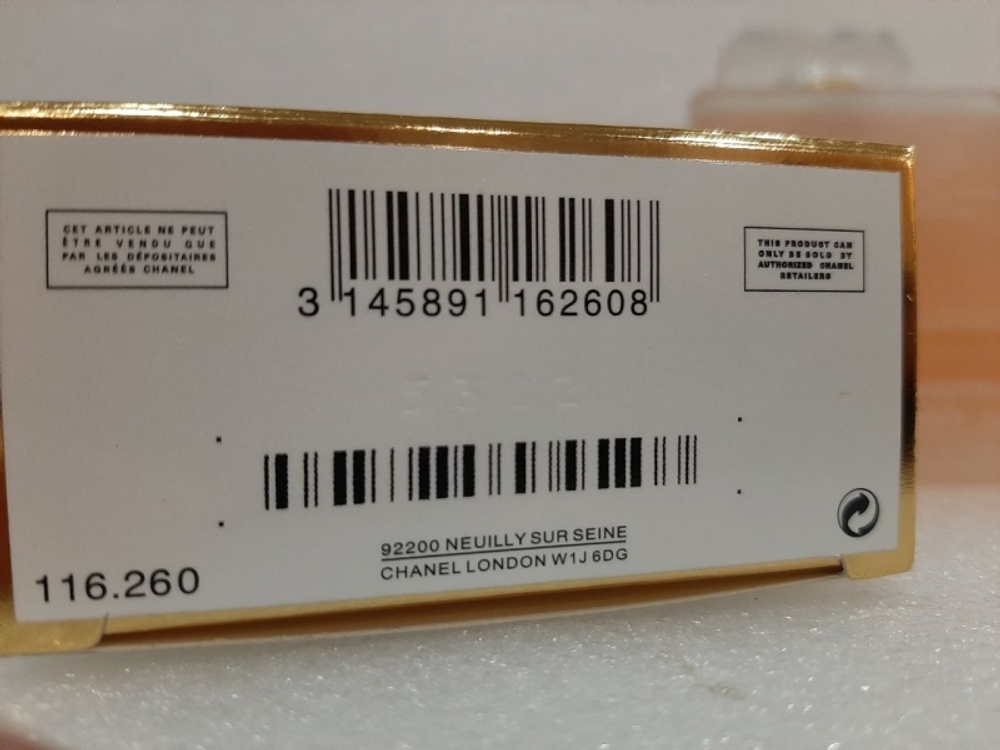 CET ARTICLE NE PEUT
ÊTRE VENDU QUE
PAR LES DÉPOSITAIRES
AGRÉÉS CHANEL
3 145891 162608
THIS PRODUCT CAN
ONLY BE SOLD BY
AUTHORIZED CHANEL
RETAILERS
92200 NEUILLY SUR SEINE
CHANEL LONDON W1J 6DG
116.260